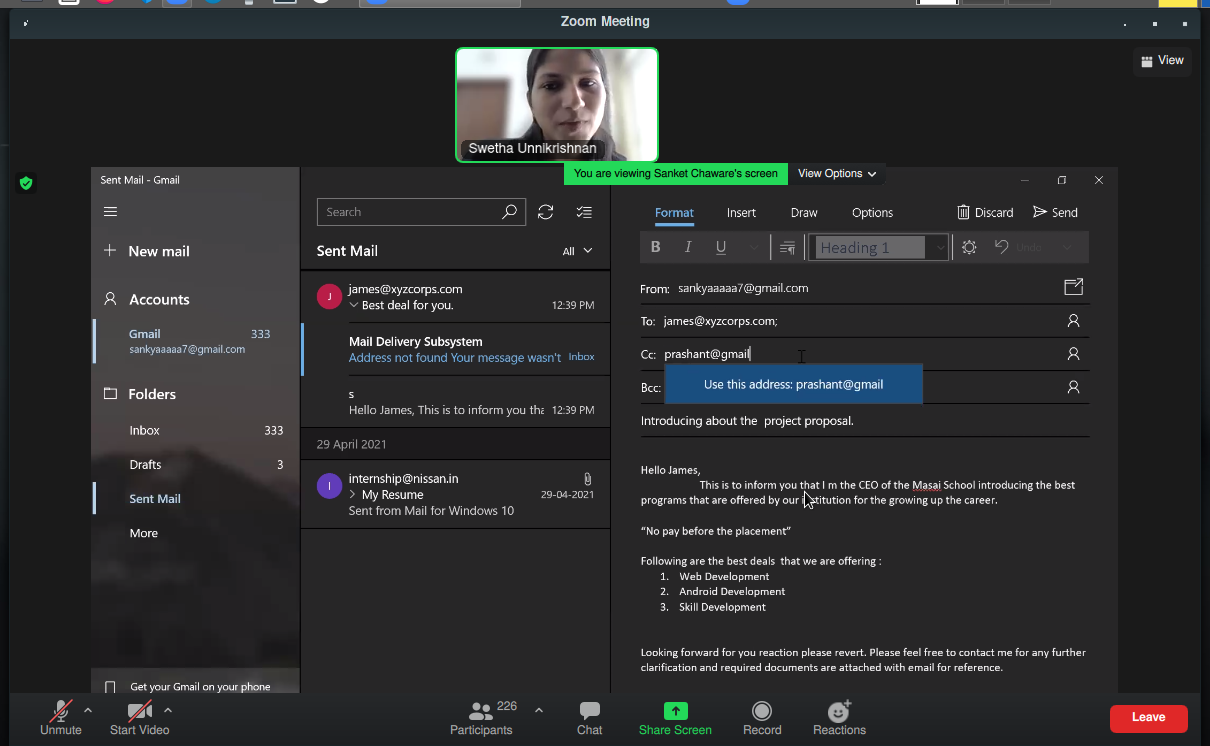 Zoom Meeting
View
Swetha Unnikrishnan
You are viewing Sanket Chaware's screen
View Options
Sent Mail - Gmail
New mail
Accounts
Gmail 333
sankyaaaaa7@gmail.com
Folders
Inbox 333
Drafts 3
Sent Mail
More
Get your Gmail on your phone
Search
Sent Mail
All
J
james@xyzcorps.com
Best deal for you. 12:39 PM
Mail Delivery Subsystem
Address not found Your message wasn't Inbox
s
Hello James, This is to inform you tha 12:39 PM
29 April 2021
I
internship@nissan.in
My Resume 29-04-2021
Sent from Mail for Windows 10
Format Insert Draw Options Discard Send
B I U Heading 1 Undo
From: sankyaaaaa7@gmail.com
To: james@xyzcorps.com;
Cc: prashant@gmail
Use this address: prashant@gmail
Bcc:
Introducing about the project proposal.
Hello James,
This is to inform you that I m the CEO of the Masai School introducing the best
programs that are offered by our institution for the growing up the career.
“No pay before the placement”
Following are the best deals that we are offering :
1. Web Development
2. Android Development
3. Skill Development
Looking forward for you reaction please revert. Please feel free to contact me for any further
clarification and required documents are attached with email for reference.
Unmute
Start Video
226
Participants
Chat
Share Screen
Record
Reactions
Leave